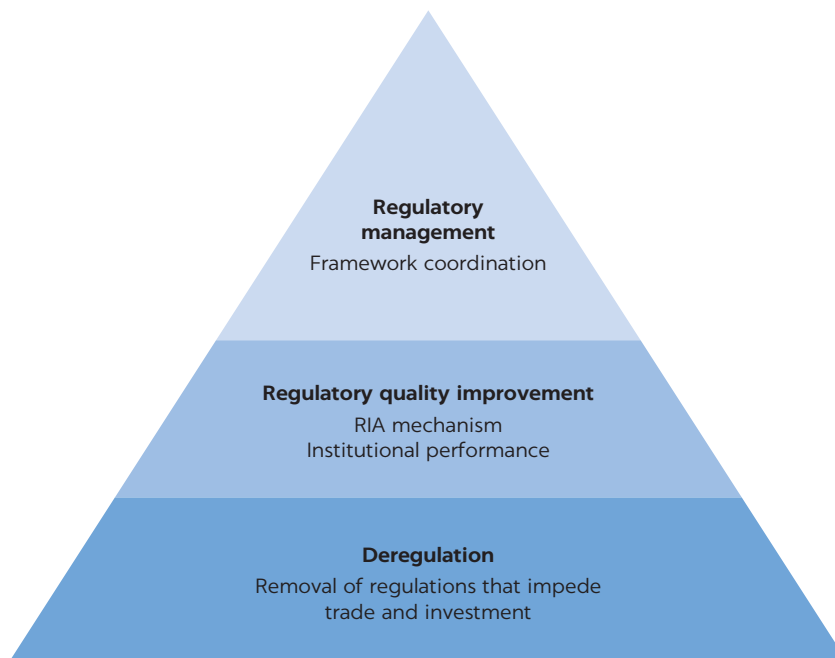 Regulatory
management
Framework coordination
Regulatory quality improvement
RIA mechanism
Institutional performance
Deregulation
Removal of regulations that impede
trade and investment